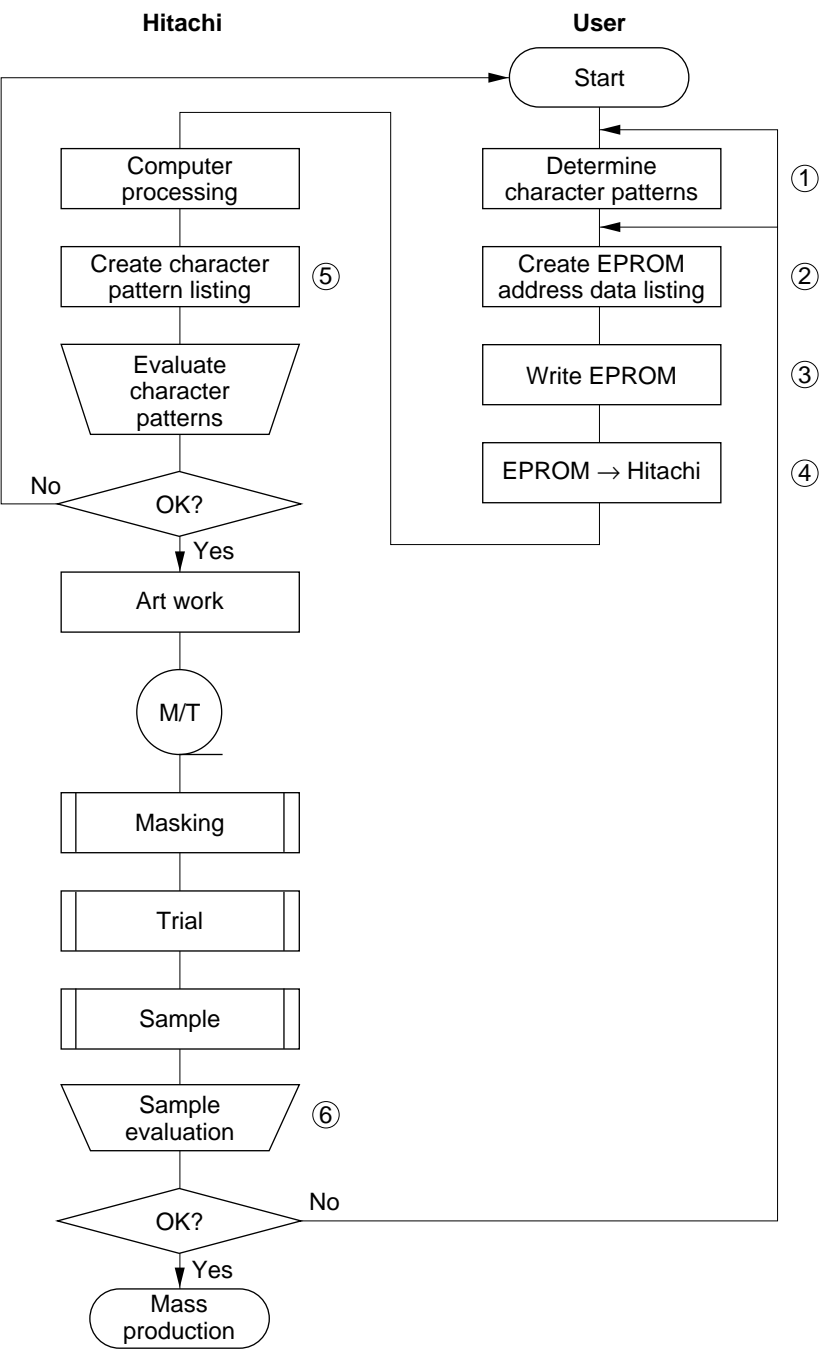 Hitachi
User
Start
Determine
character patterns
①
Create EPROM
address data listing
②
Write EPROM
③
EPROM → Hitachi
④
Computer
processing
Create character
pattern listing
⑤
Evaluate
character
patterns
No
OK?
Yes
Art work
M/T
Masking
Trial
Sample
Sample
evaluation
⑥
OK?
No
Yes
Mass
production